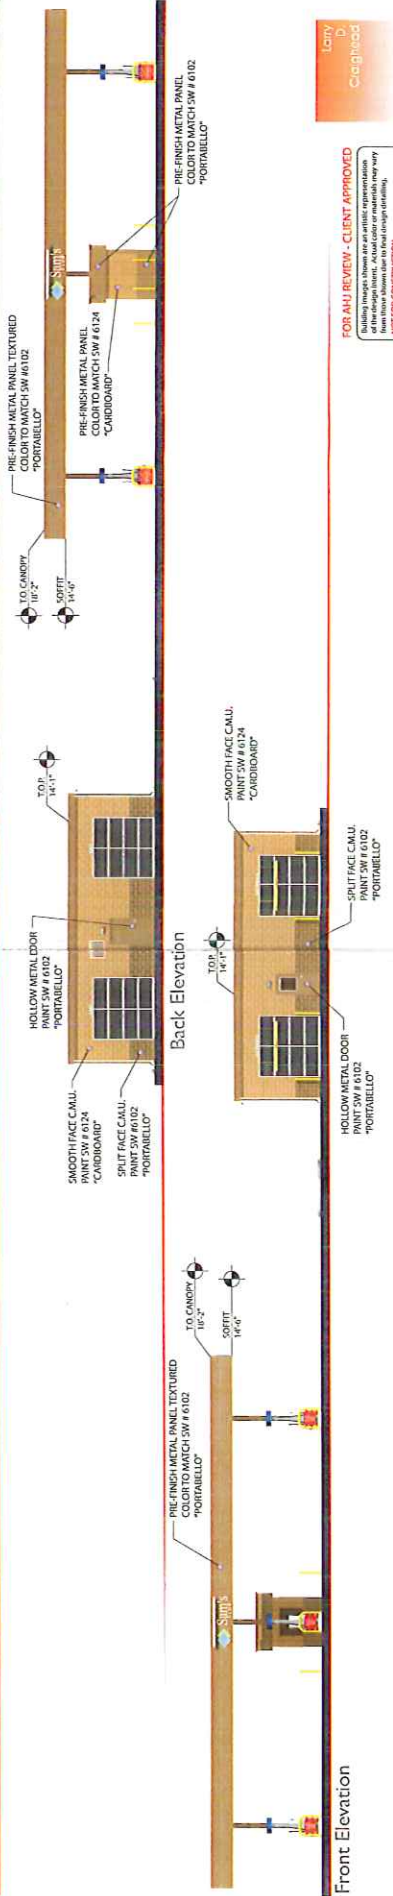 PRE-FINISH METAL PANEL TEXTURED
COLOR TO MATCH SW #6102
"PORTABELLO"
T.O. CANOPY
18'-2"
SOFFIT
14'-6"
Sam's
PRE-FINISH METAL PANEL
COLOR TO MATCH SW # 6124
"CARDBOARD"
PRE-FINISH METAL PANEL
COLOR TO MATCH SW # 6102
"PORTABELLO"
HOLLOW METAL DOOR
PAINT SW # 6102
"PORTABELLO"
T.O.P.
14'-1"
SMOOTH FACE C.M.U.
PAINT SW # 6124
"CARDBOARD"
SPLIT FACE C.M.U.
PAINT SW #6102
"PORTABELLO"
Back Elevation
PRE-FINISH METAL PANEL TEXTURED
COLOR TO MATCH SW # 6102
"PORTABELLO"
T.O. CANOPY
18'-2"
SOFFIT
14'-6"
Sam's
T.O.P.
14'-1"
SMOOTH FACE C.M.U.
PAINT SW # 6124
"CARDBOARD"
HOLLOW METAL DOOR
PAINT SW # 6102
"PORTABELLO"
SPLIT FACE C.M.U.
PAINT SW # 6102
"PORTABELLO"
Front Elevation
FOR AHJ REVIEW - CLIENT APPROVED
Building images shown are an artistic representation
of the design intent. Actual color or materials may vary
from those shown due to final design detailing.
NOT FOR CONSTRUCTION
Larry
D.
Craighead